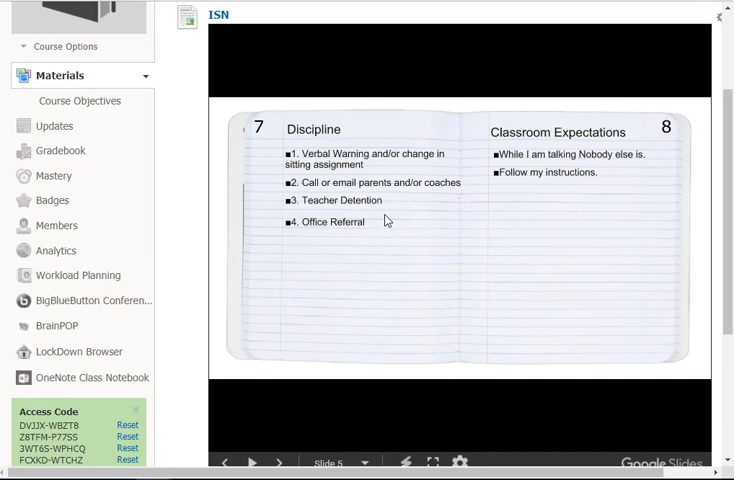 ISN
Course Options
Materials
Course Objectives
Updates
Gradebook
Mastery
Badges
Members
Analytics
Workload Planning
BigBlueButton Conferen...
BrainPOP
LockDown Browser
OneNote Class Notebook
Access Code
DVJJX-WBZT8 Reset
Z8TFM-P77SS Reset
3WT6S-WPHCQ Reset
FCXKD-WTCHZ Reset
7 Discipline
■1. Verbal Warning and/or change in
sitting assignment
■2. Call or email parents and/or coaches
■3. Teacher Detention
■4. Office Referral
Classroom Expectations 8
■While I am talking Nobody else is.
■Follow my instructions.
Slide 5
Google Slides